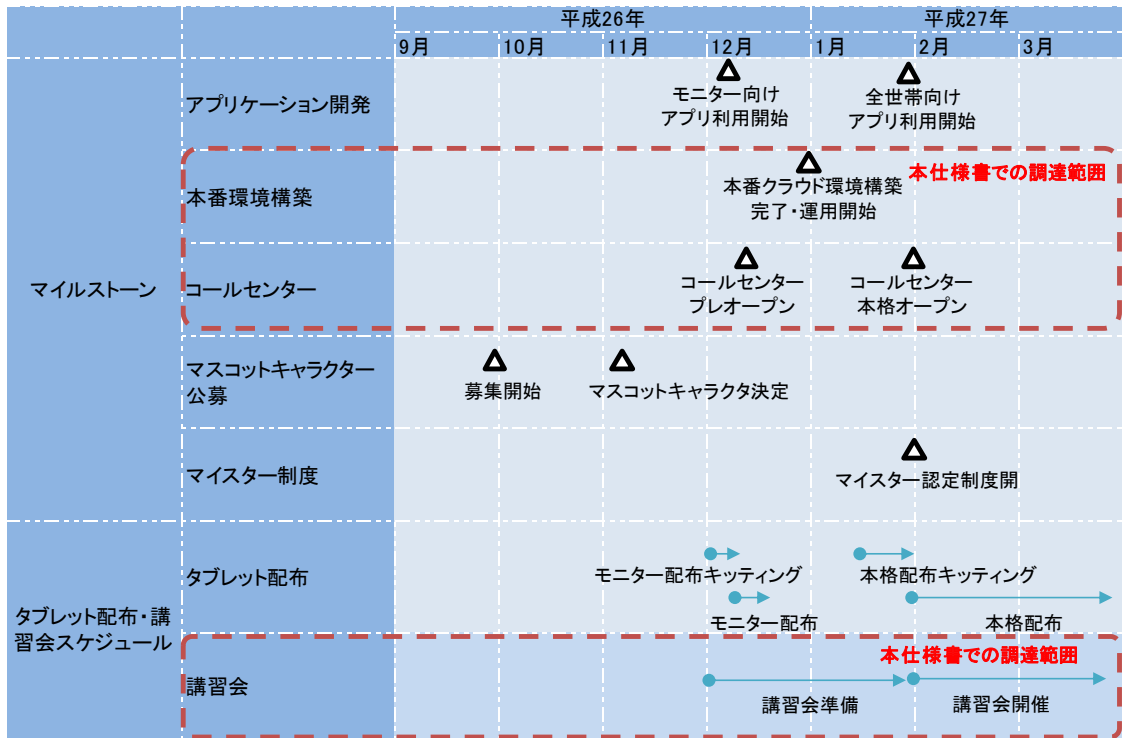 平成26年
平成27年
9月
10月
11月
12月
1月
2月
3月
マイルストーン
アプリケーション開発
モニター向け
アプリ利用開始
全世帯向け
アプリ利用開始
本仕様書での調達範囲
本番環境構築
本番クラウド環境構築
完了・運用開始
コールセンター
コールセンター
プレオープン
コールセンター
本格オープン
マスコットキャラクター
公募
募集開始
マスコットキャラクタ決定
マイスター制度
マイスター認定制度開
タブレット配布・講
習会スケジュール
タブレット配布
モニター配布キッティング
本格配布キッティング
モニター配布
本格配布
本仕様書での調達範囲
講習会
講習会準備
講習会開催